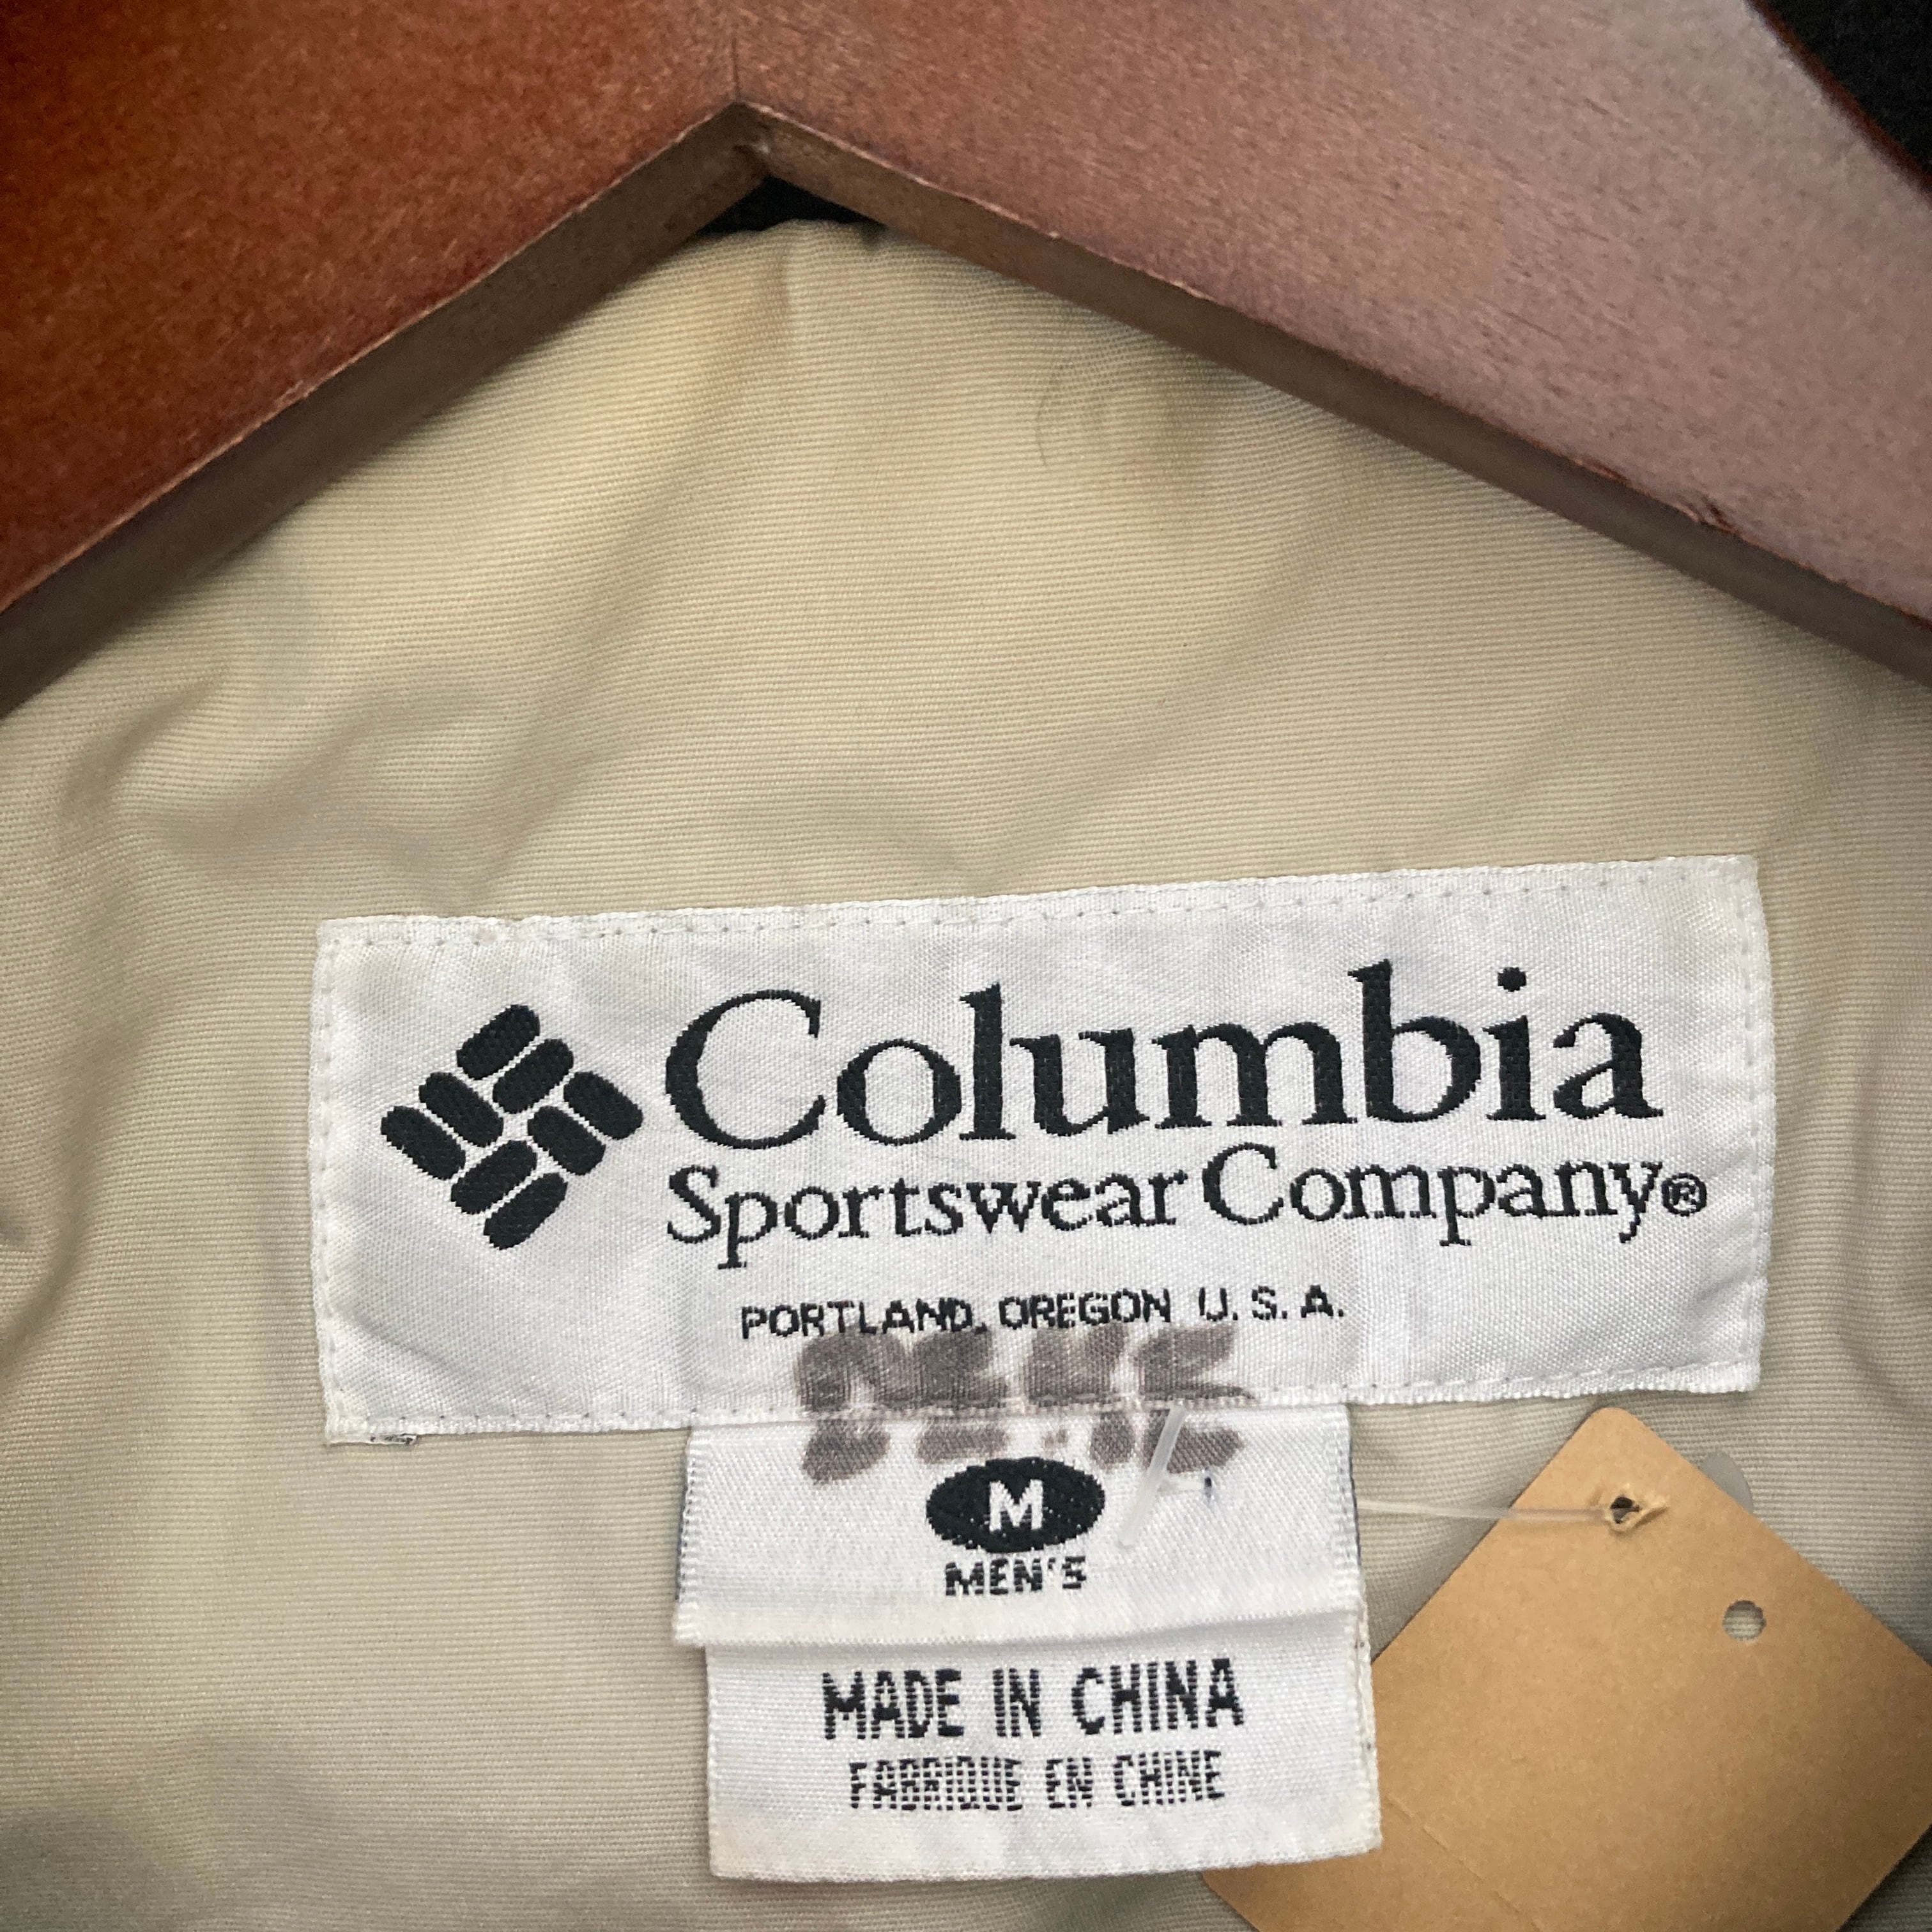 Columbia
Sportswear Company®
PORTLAND, OREGON U.S.A.
M
MEN'S
MADE IN CHINA
FABRIQUE EN CHINE